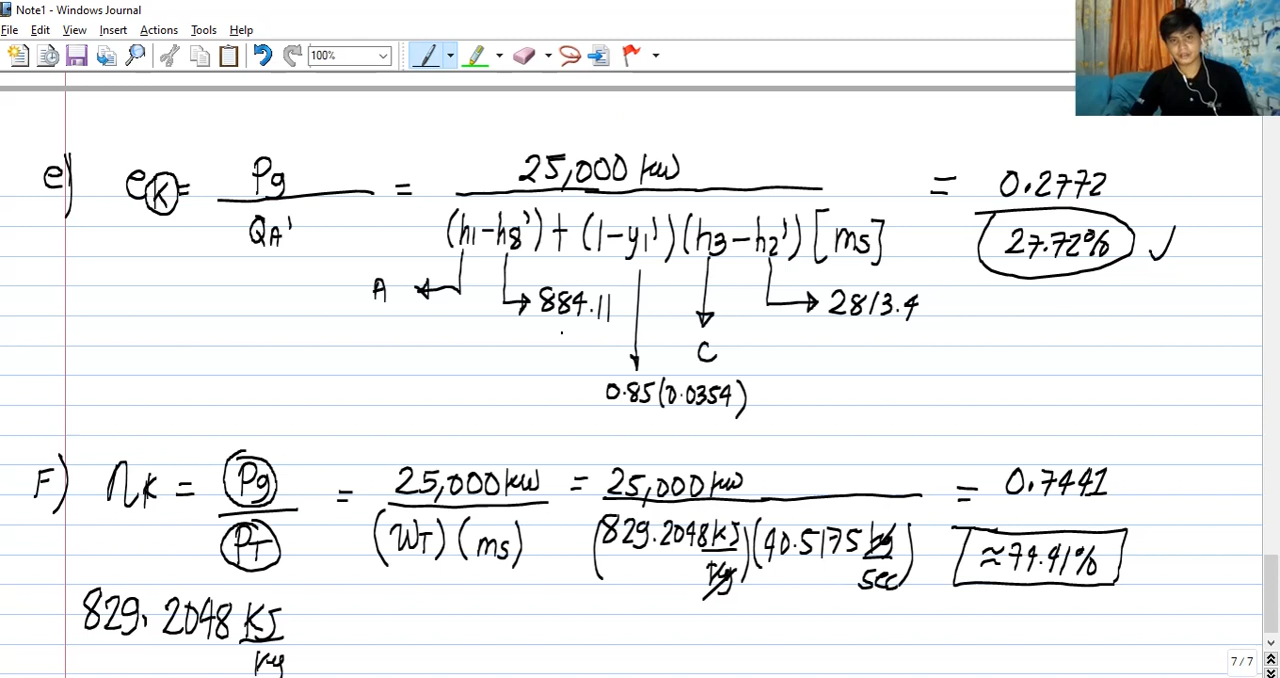 Note1 - Windows Journal
File Edit View Insert Actions Tools Help
100%
e) eK = Pg / QA' = 25,000 kW / (h1-h8') + (1-y1')(h3-h2')[ms] = 0.2772
27.72% ✓
A
884.11
2813.4
C
0.85(0.0354)
F) ηK = Pg / PT = 25,000 kW / (WT)(ms) = 25,000 kW / (829.2048 KJ/kg)(40.5175 kg/sec) = 0.7441
≈74.41%
829.2048 KJ/kg
7 / 7